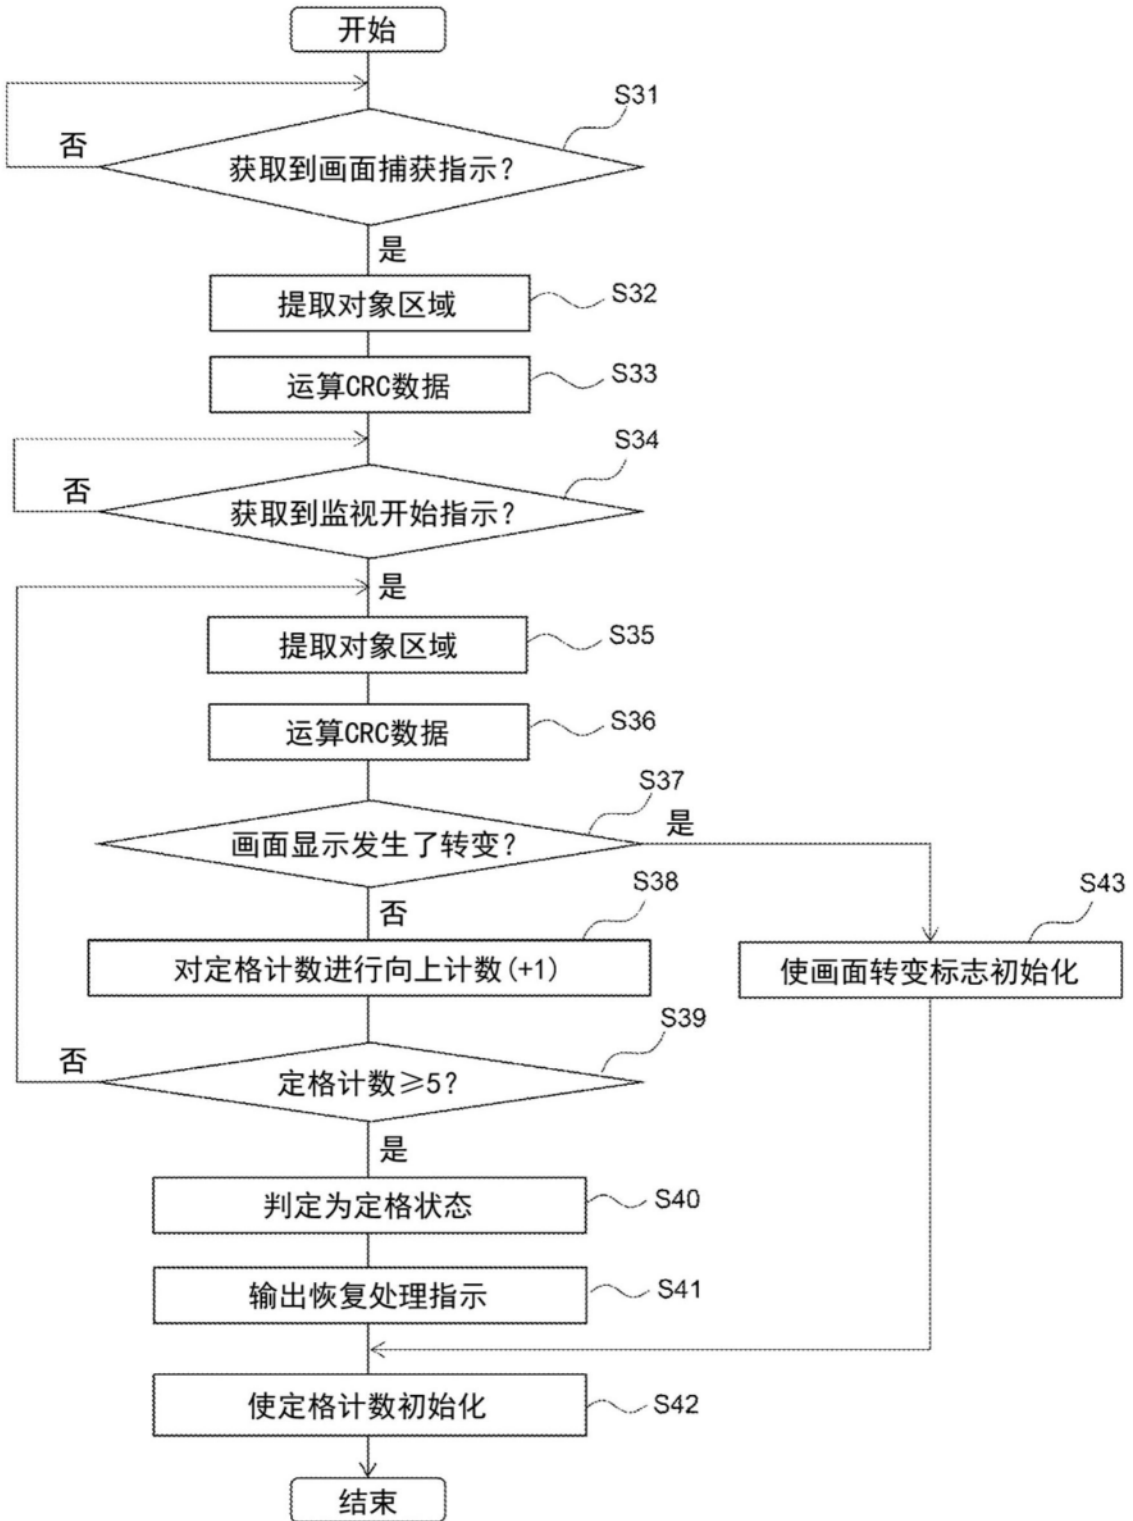 开始
S31
否
获取到画面捕获指示?
是
提取对象区域
S32
运算CRC数据
S33
S34
否
获取到监视开始指示?
是
提取对象区域
S35
运算CRC数据
S36
S37
画面显示发生了转变?
是
S38
S43
否
对定格计数进行向上计数(+1)
使画面转变标志初始化
S39
否
定格计数≥5?
是
判定为定格状态
S40
输出恢复处理指示
S41
使定格计数初始化
S42
结束